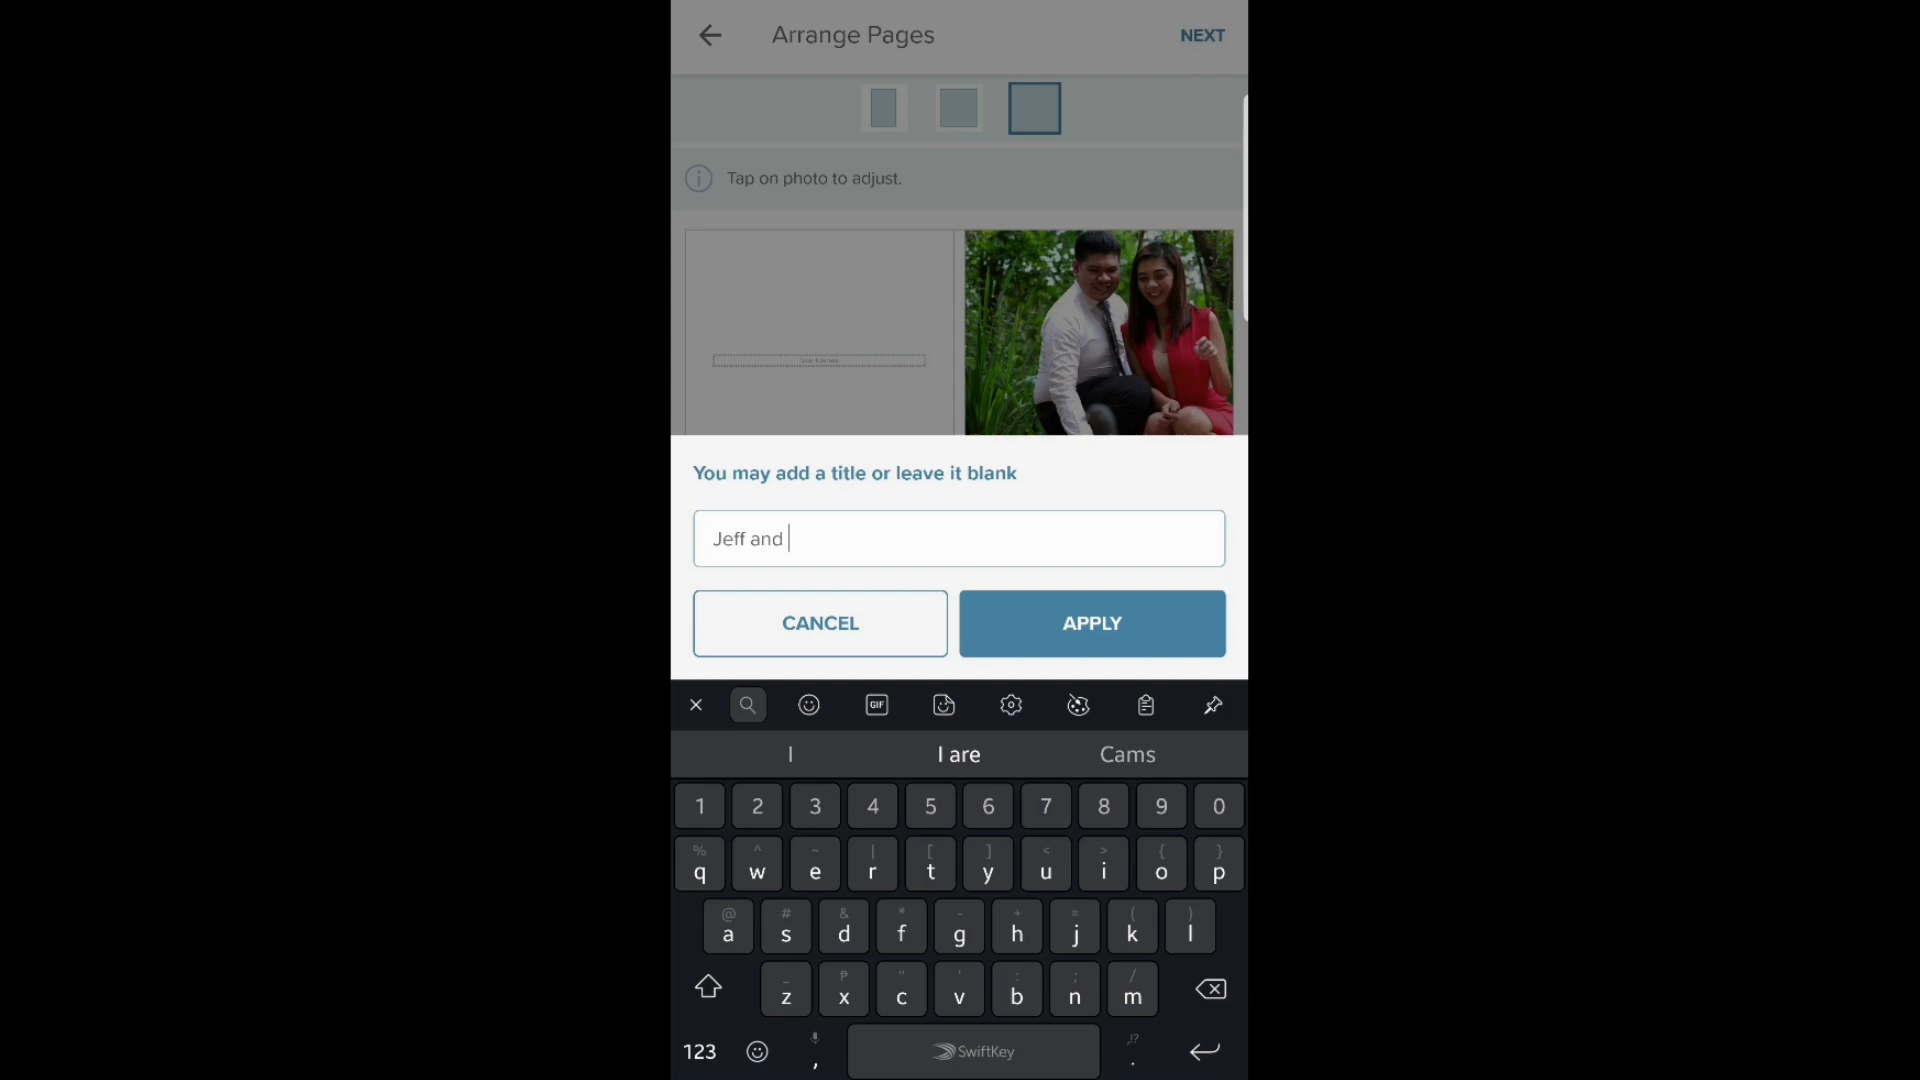 Arrange Pages NEXT
Tap on photo to adjust.
You may add a title or leave it blank
Jeff and
CANCEL APPLY
GIF
I I are Cams
1 2 3 4 5 6 7 8 9 0
% ^ ~ | [ ] < > { }
q w e r t y u i o p
@ # & * - + = ( )
a s d f g h j k l
_ ₱ " ' : ; /
z x c v b n m
123 , SwiftKey ,!? .